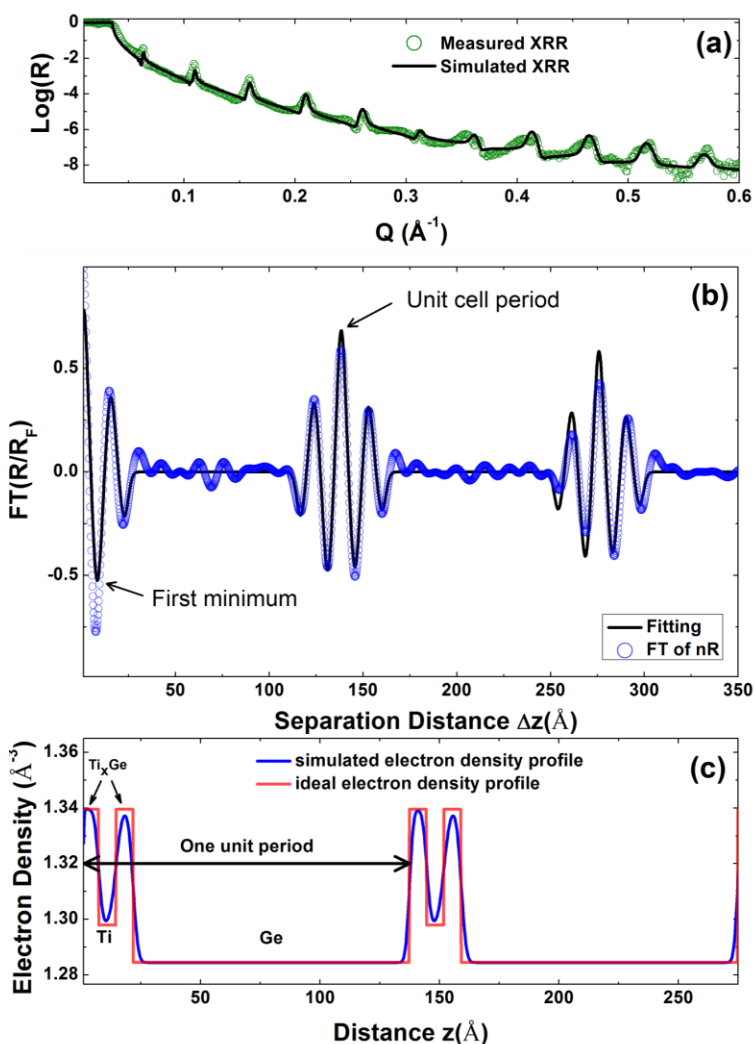 (a)
Measured XRR
Simulated XRR
Log(R)
0
-2
-4
-6
-8
0.1 0.2 0.3 0.4 0.5 0.6
Q (Å⁻¹)
(b)
Unit cell period
First minimum
FT(R/R_F)
0.5
0.0
-0.5
Fitting
FT of nR
50 100 150 200 250 300 350
Separation Distance Δz(Å)
(c)
simulated electron density profile
ideal electron density profile
TiₓGe
One unit period
Ti
Ge
Electron Density (Å⁻³)
1.36
1.34
1.32
1.30
1.28
50 100 150 200 250
Distance z(Å)